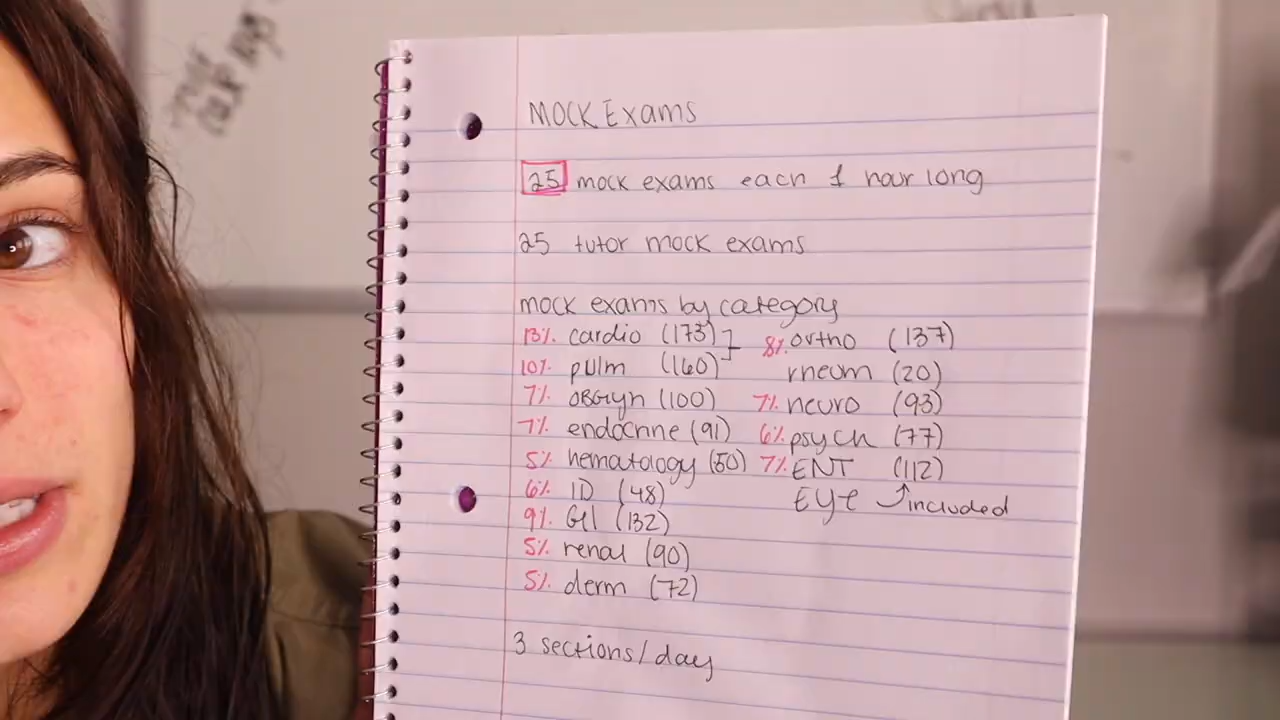 MOCK Exams
25 mock exams each 1 hour long
25 tutor mock exams
mock exams by category
13% cardio (173)
10% pulm (160)
7% OBGyn (100)
7% endocrine (91)
5% hematology (50)
6% ID (48)
9% GI (132)
5% renal (90)
5% derm (72)
8% ortho (137)
rheum (20)
7% neuro (93)
6% psych (77)
7% ENT (112)
EYE included
3 sections/day